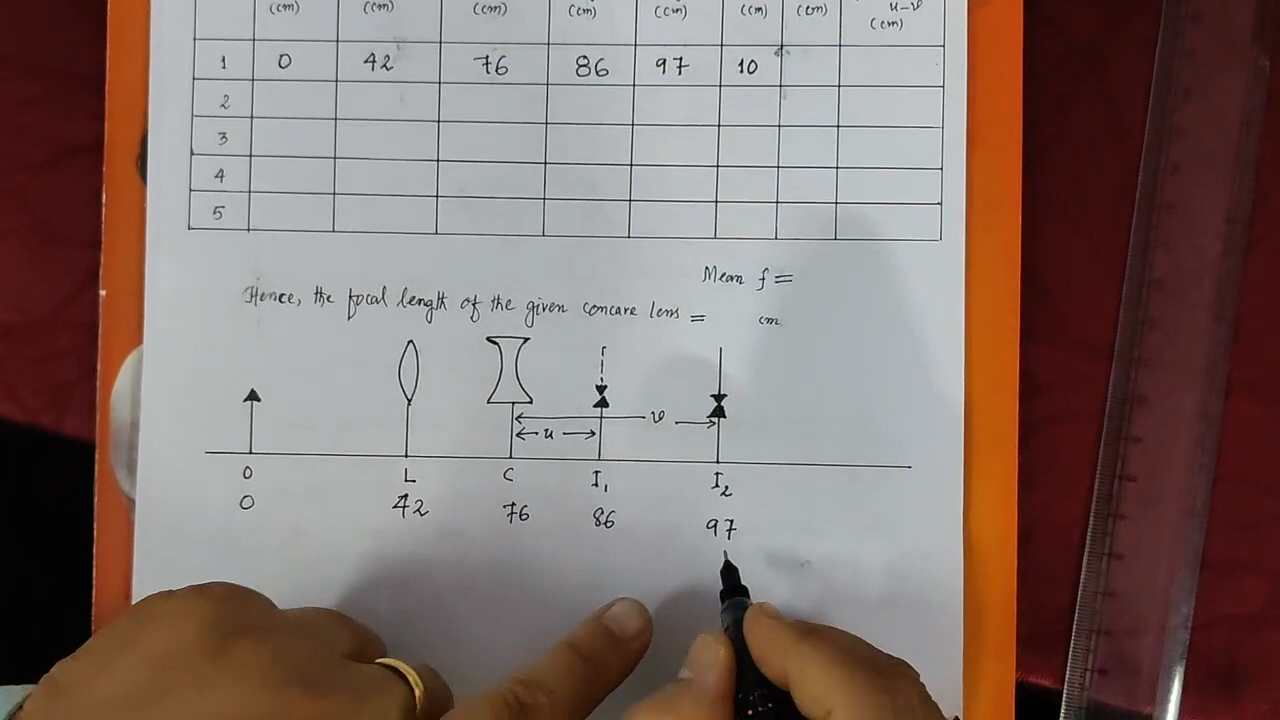 u-v
(cm) (cm) (cm) (cm) (cm) (cm) (cm) (cm)
1 0 42 76 86 97 10
2
3
4
5
Mean f =
Hence, the focal length of the given concave lens = cm
v
u
O L C I₁ I₂
0 42 76 86 97